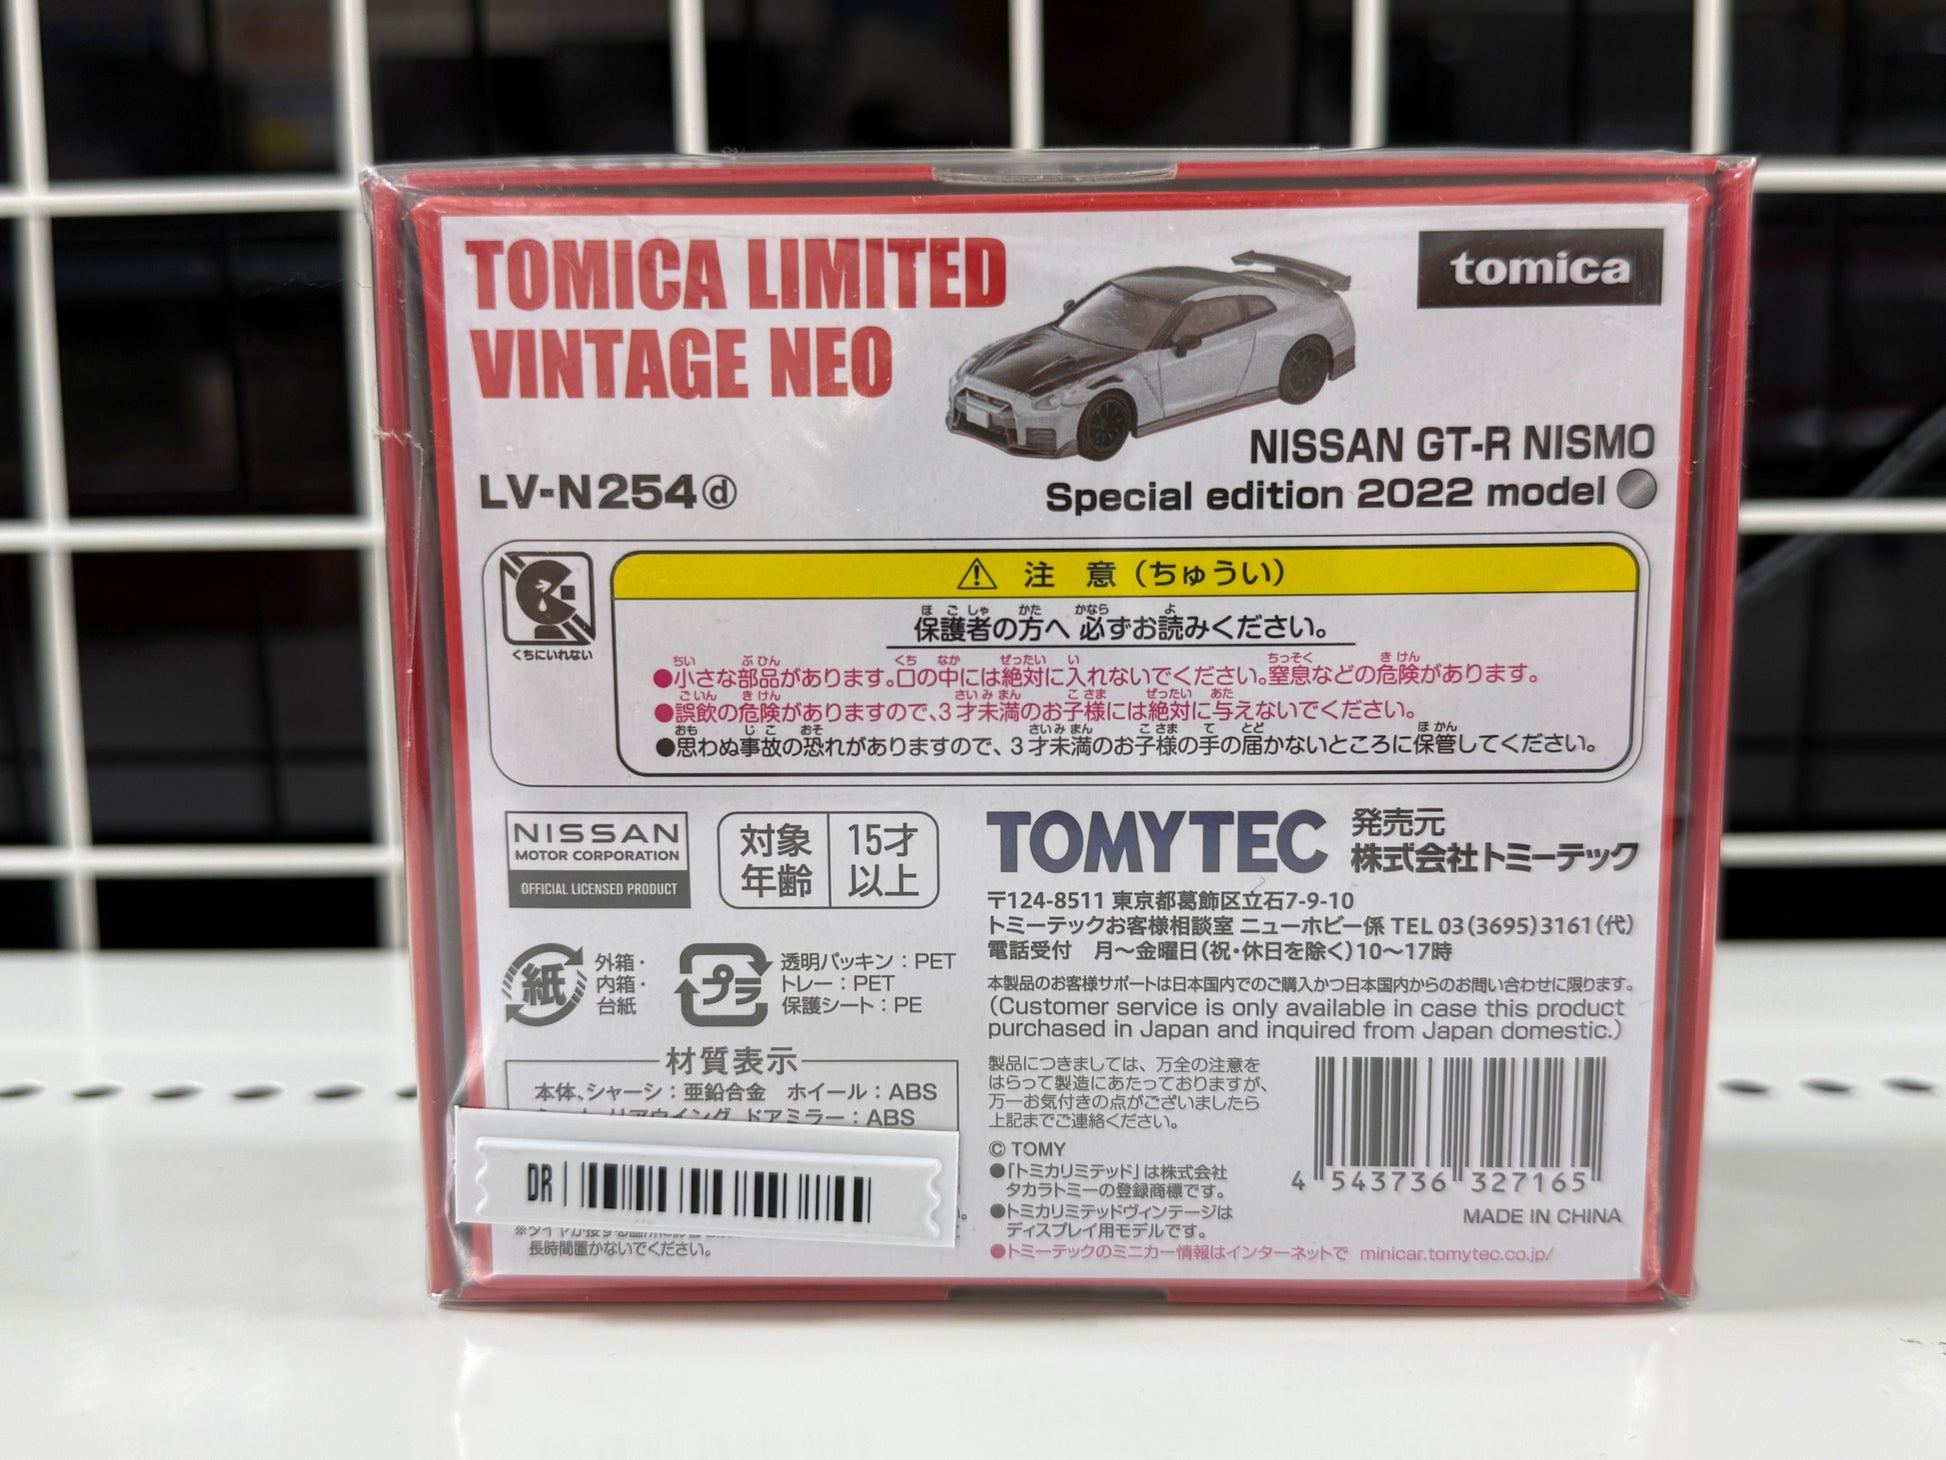 TOMICA LIMITED
VINTAGE NEO
tomica
NISSAN GT-R NISMO
LV-N254ⓓ
Special edition 2022 model
くちにいれない
注 意(ちゅうい)
保護者の方へ 必ずお読みください。
●小さな部品があります。口の中には絶対に入れないでください。窒息などの危険があります。
●誤飲の危険がありますので、3才未満のお子様には絶対に与えないでください。
●思わぬ事故の恐れがありますので、3才未満のお子様の手の届かないところに保管してください。
NISSAN
MOTOR CORPORATION
OFFICIAL LICENSED PRODUCT
対象
年齢
15才
以上
TOMYTEC
発売元
株式会社トミーテック
〒124-8511 東京都葛飾区立石7-9-10
トミーテックお客様相談室 ニューホビー係 TEL 03(3695)3161(代)
電話受付 月〜金曜日(祝・休日を除く)10〜17時
紙
外箱・
内箱・
台紙
プラ
透明パッキン:PET
トレー:PET
保護シート:PE
本製品のお客様サポートは日本国内でのご購入かつ日本国内からのお問い合わせに限ります。
(Customer service is only available in case this product
purchased in Japan and inquired from Japan domestic.)
材質表示
本体、シャーシ:亜鉛合金 ホイール:ABS
リアウイング、ドアミラー:ABS
DR
長時間置かないでください。
製品につきましては、万全の注意を
はらって製造にあたっておりますが、
万一お気付きの点がございましたら
上記までご連絡ください。
© TOMY
●「トミカリミテッド」は株式会社
タカラトミーの登録商標です。
●トミカリミテッドヴィンテージは
ディスプレイ用モデルです。
●トミーテックのミニカー情報はインターネットで minicar.tomytec.co.jp/
4 543736 327165
MADE IN CHINA